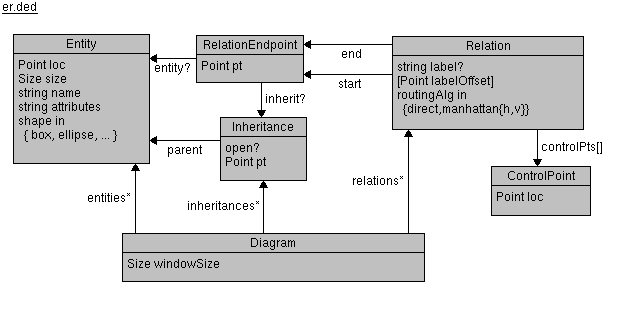 er.ded
Entity
Point loc
Size size
string name
string attributes
shape in
{ box, ellipse, ... }
entity?
RelationEndpoint
Point pt
end
start
Relation
string label?
[Point labelOffset]
routingAlg in
{direct,manhattan{h,v}}
inherit?
Inheritance
open?
Point pt
parent
controlPts[]
ControlPoint
Point loc
entities*
inheritances*
relations*
Diagram
Size windowSize